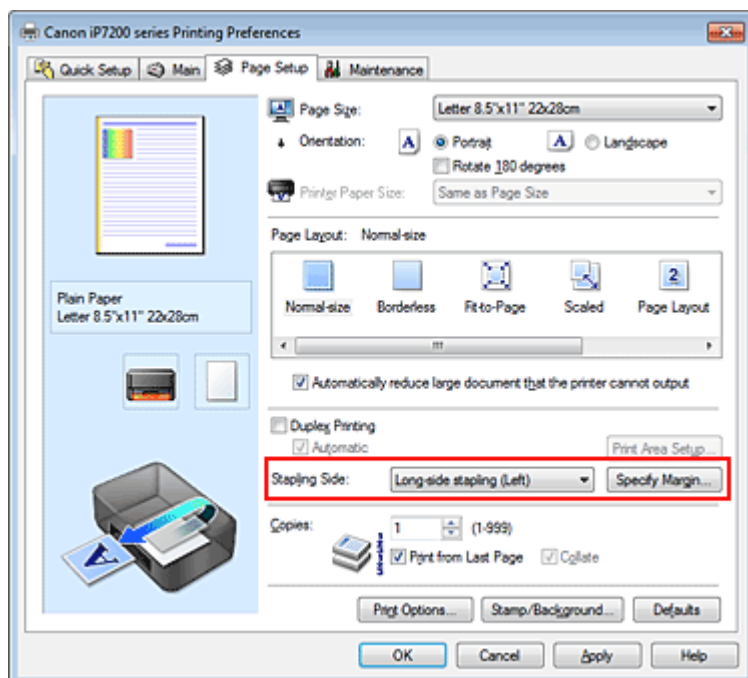 Canon iP7200 series Printing Preferences
Quick Setup Main Page Setup Maintenance
Page Size: Letter 8.5"x11" 22x28cm
Orientation: A Portrait A Landscape
Rotate 180 degrees
Printer Paper Size: Same as Page Size
Page Layout: Normal-size
2
Normal-size Borderless Fit-to-Page Scaled Page Layout
Plain Paper
Letter 8.5"x11" 22x28cm
Automatically reduce large document that the printer cannot output
Duplex Printing
Automatic Print Area Setup...
Stapling Side: Long-side stapling (Left) Specify Margin...
Copies: 1 (1-999)
Print from Last Page Collate
A
Print Options... Stamp/Background... Defaults
OK Cancel Apply Help